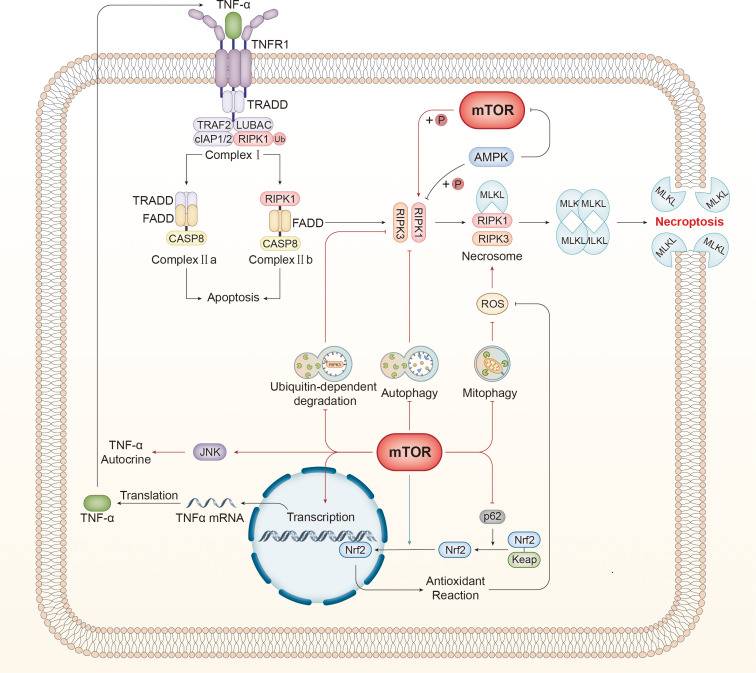 TNF-α
TNFR1
TRADD
TRAF2 LUBAC
cIAP1/2 RIPK1 Ub
Complex Ⅰ
mTOR
+ P
AMPK
+ P
TRADD
FADD
CASP8
Complex Ⅱa
RIPK1
FADD
CASP8
Complex Ⅱb
Apoptosis
RIPK3
RIPK1
MLKL
RIPK1
RIPK3
Necrosome
MLK MLKL
MLKL ILKL
MLKL
MLKL
Necroptosis
MLKL
MLKL
ROS
RIPK3
Ubiquitin-dependent
degradation
Autophagy
Mitophagy
TNF-α
Autocrine
JNK
mTOR
TNF-α
Translation
TNFα mRNA
Transcription
p62
Nrf2
Nrf2
Nrf2
Keap
Antioxidant
Reaction